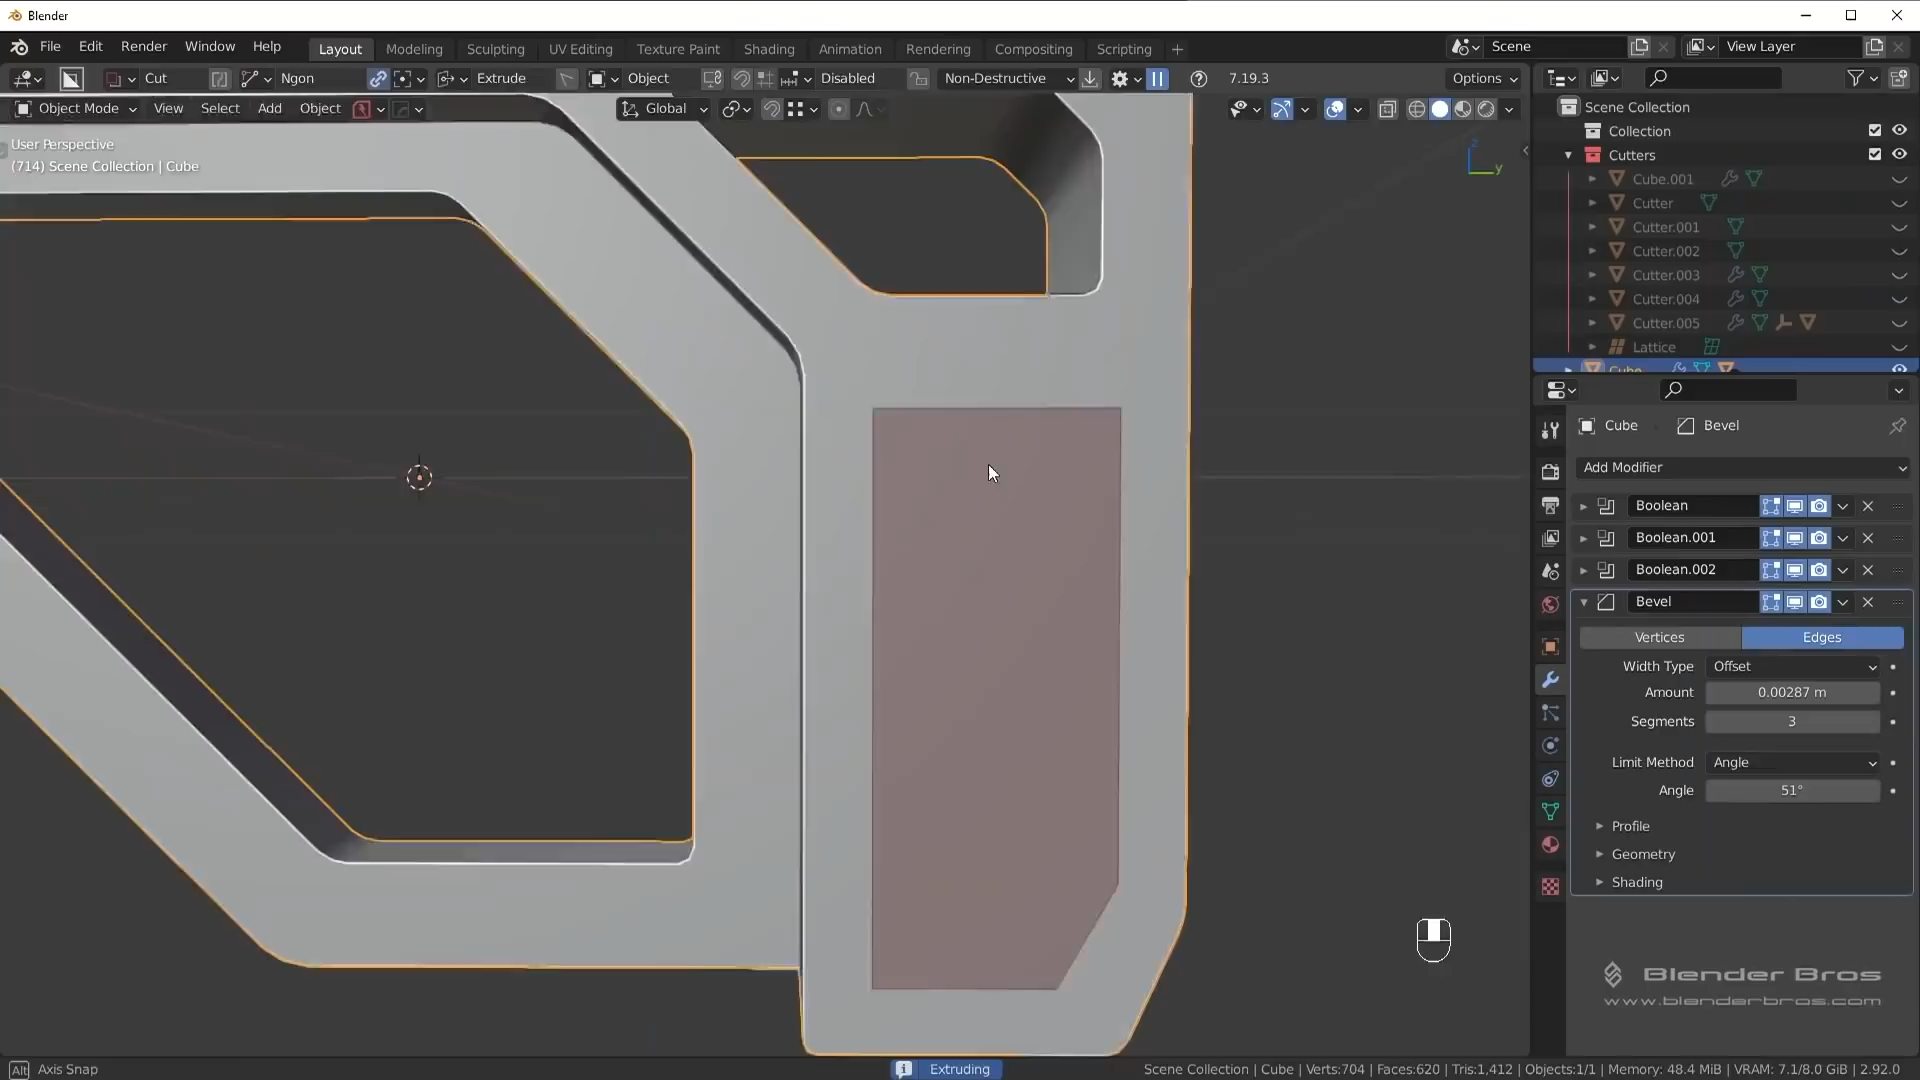 Blender
File Edit Render Window Help
Layout Modeling Sculpting UV Editing Texture Paint Shading Animation Rendering Compositing Scripting +
Scene View Layer
Cut Ngon Extrude Object Disabled Non-Destructive 7.19.3 Options
Object Mode View Select Add Object Global
User Perspective
(714) Scene Collection | Cube
Z
Y
Scene Collection
Collection
Cutters
Cube.001
Cutter
Cutter.001
Cutter.002
Cutter.003
Cutter.004
Cutter.005
Lattice
Cube
Cube Bevel
Add Modifier
Boolean
Boolean.001
Boolean.002
Bevel
Vertices Edges
Width Type Offset
Amount 0.00287 m
Segments 3
Limit Method Angle
Angle 51°
Profile
Geometry
Shading
Blender Bros
www.blenderbros.com
Alt Axis Snap
Extruding
Scene Collection | Cube | Verts:704 | Faces:620 | Tris:1,412 | Objects:1/1 | Memory: 48.4 MiB | VRAM: 7.1/8.0 GiB | 2.92.0